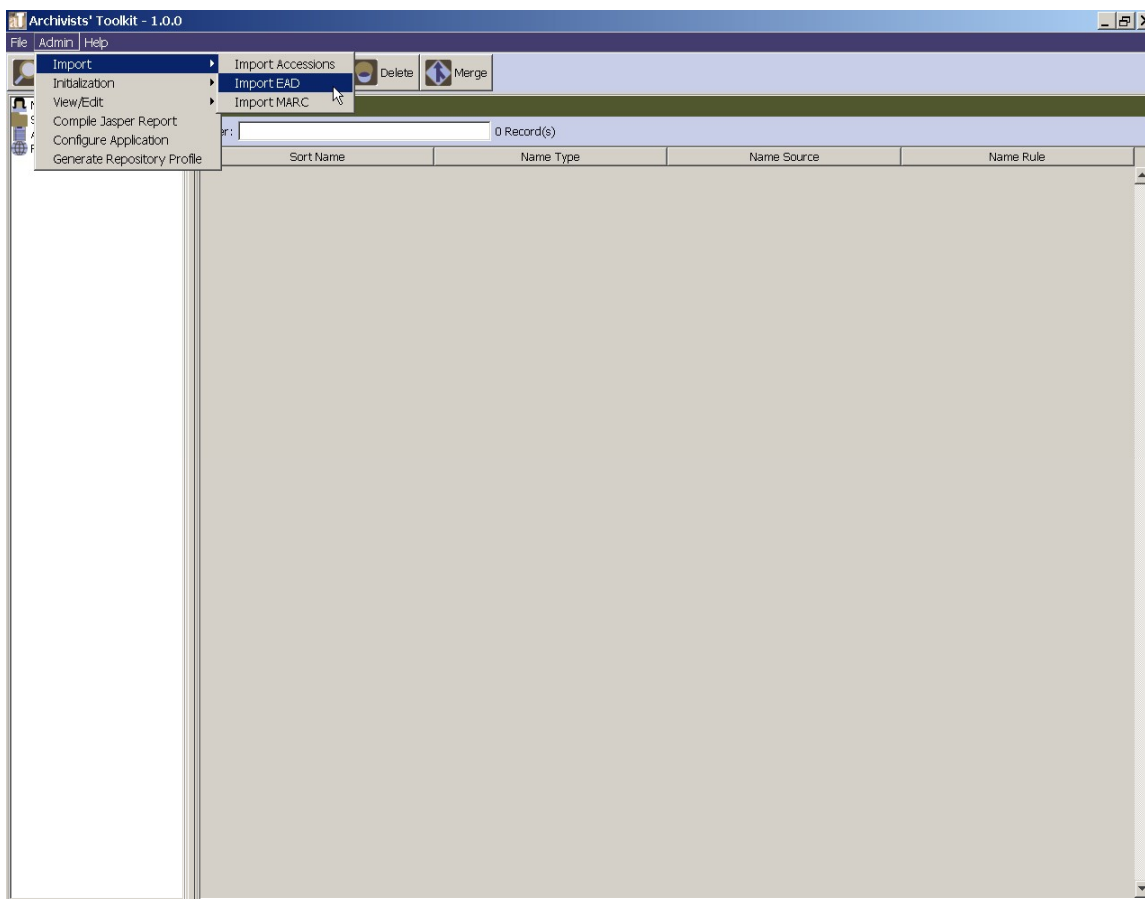 Archivists' Toolkit - 1.0.0
File Admin Help
Import
Initialization
View/Edit
Compile Jasper Report
Configure Application
Generate Repository Profile
Import Accessions
Import EAD
Import MARC
Delete Merge
0 Record(s)
Sort Name Name Type Name Source Name Rule